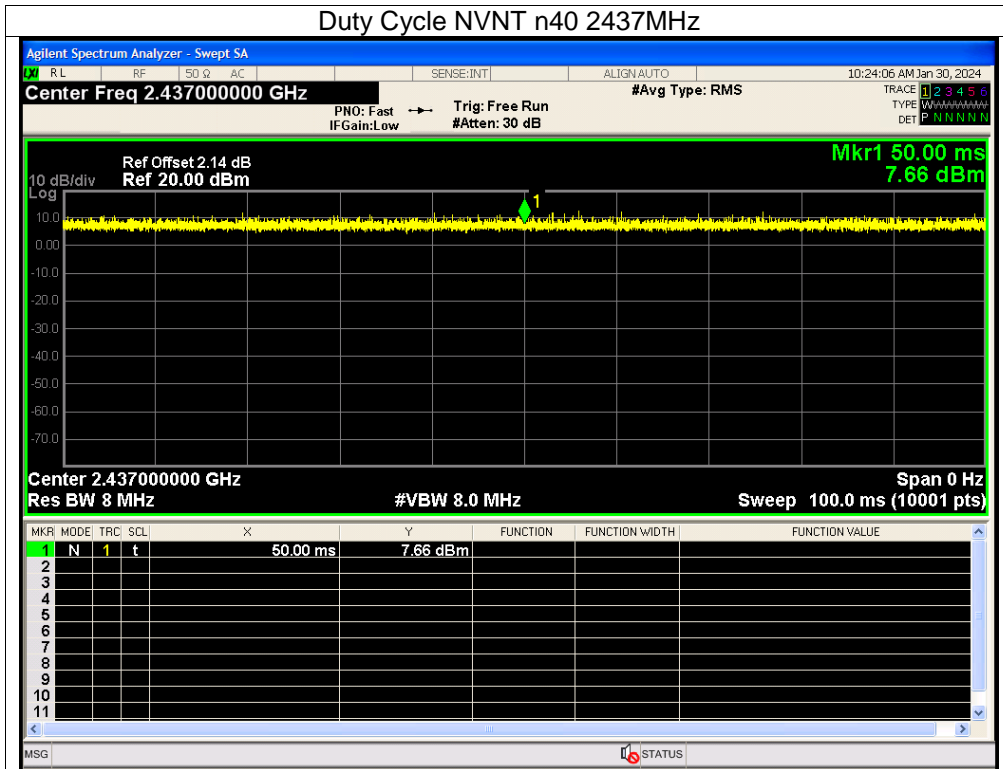 Duty Cycle NVNT n40 2437MHz
Agilent Spectrum Analyzer - Swept SA
LXI RL RF 50 Ω AC SENSE:INT ALIGN AUTO 10:24:06 AM Jan 30, 2024
Center Freq 2.437000000 GHz #Avg Type: RMS TRACE 1 2 3 4 5 6
PNO: Fast Trig: Free Run TYPE WWWWWW
IFGain:Low #Atten: 30 dB DET P N N N N N
Mkr1 50.00 ms
Ref Offset 2.14 dB
10 dB/div Ref 20.00 dBm 7.66 dBm
Log
1
10.0
0.00
-10.0
-20.0
-30.0
-40.0
-50.0
-60.0
-70.0
Center 2.437000000 GHz Span 0 Hz
Res BW 8 MHz #VBW 8.0 MHz Sweep 100.0 ms (10001 pts)
MKR MODE TRC SCL X Y FUNCTION FUNCTION WIDTH FUNCTION VALUE
1 N 1 t 50.00 ms 7.66 dBm
2
3
4
5
6
7
8
9
10
11
MSG STATUS